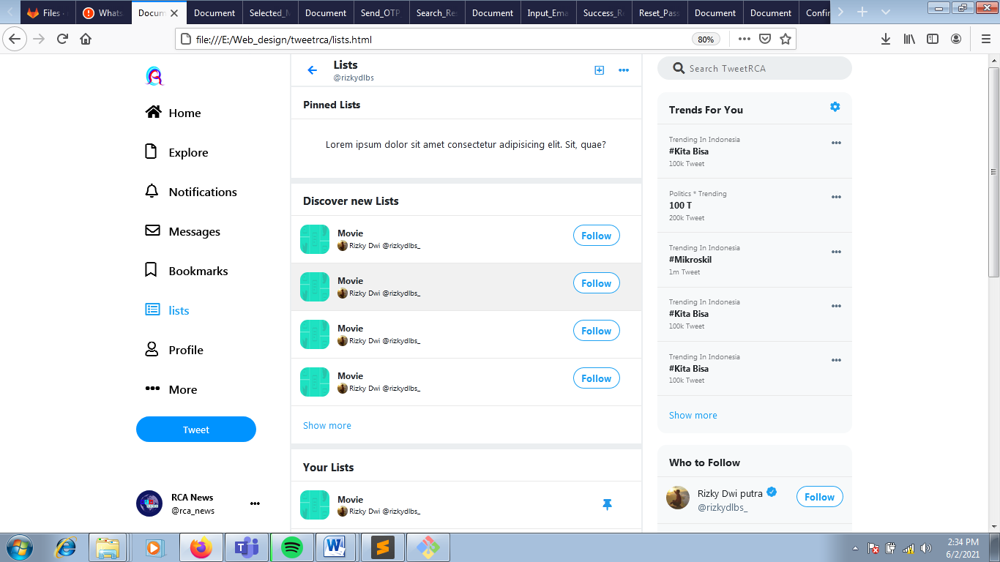 Files -
Whats
Docum
Document
Selected_M
Document
Send_OTP_
Search_Res
Document
Input_Ema
Success_Re
Reset_Pass
Document
Document
Confir
file:///E:/Web_design/tweetrca/lists.html
80%
Home
Explore
Notifications
Messages
Bookmarks
lists
Profile
More
Tweet
RCA News
@rca_news
Lists
@rizkydlbs
Pinned Lists
Lorem ipsum dolor sit amet consectetur adipisicing elit. Sit, quae?
Discover new Lists
Movie
Rizky Dwi @rizkydlbs_
Follow
Movie
Rizky Dwi @rizkydlbs_
Follow
Movie
Rizky Dwi @rizkydlbs_
Follow
Movie
Rizky Dwi @rizkydlbs_
Follow
Show more
Your Lists
Movie
Rizky Dwi @rizkydlbs_
Search TweetRCA
Trends For You
Trending In Indonesia
#Kita Bisa
100k Tweet
Politics * Trending
100 T
200k Tweet
Trending In Indonesia
#Mikroskil
1m Tweet
Trending In Indonesia
#Kita Bisa
100k Tweet
Trending In Indonesia
#Kita Bisa
100k Tweet
Show more
Who to Follow
Rizky Dwi putra
@rizkydlbs_
Follow
2:34 PM
6/2/2021